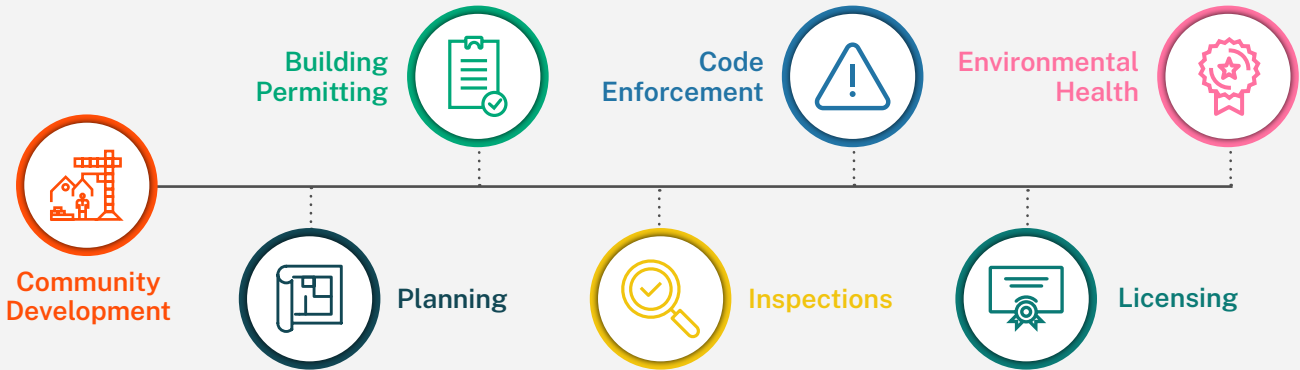 Community
Development
Planning
Building
Permitting
Inspections
Code
Enforcement
Licensing
Environmental
Health